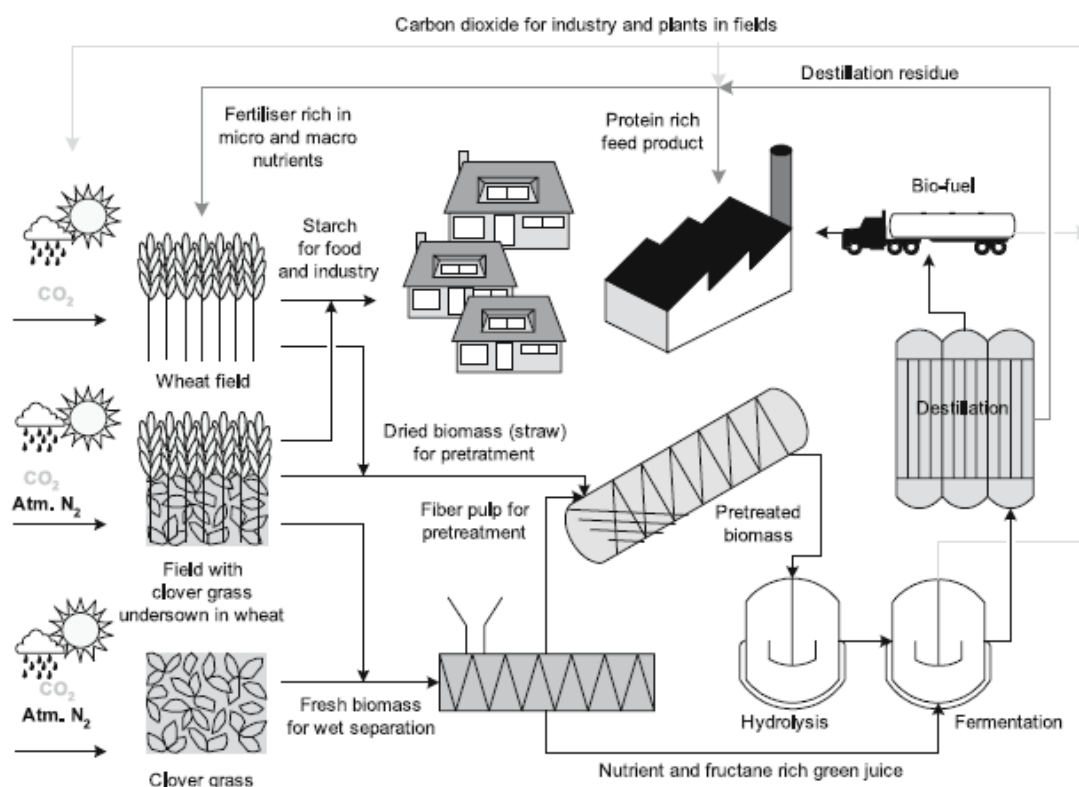 Carbon dioxide for industry and plants in fields
Destillation residue
Fertiliser rich in
micro and macro
nutrients
Protein rich
feed product
Bio-fuel
Starch
for food
and industry
CO2
Wheat field
Destillation
Dried biomass (straw)
for pretratment
CO2
Atm. N2
Fiber pulp for
pretreatment
Pretreated
biomass
Field with
clover grass
undersown in wheat
CO2
Atm. N2
Fresh biomass
for wet separation
Hydrolysis
Fermentation
Nutrient and fructane rich green juice
Clover grass